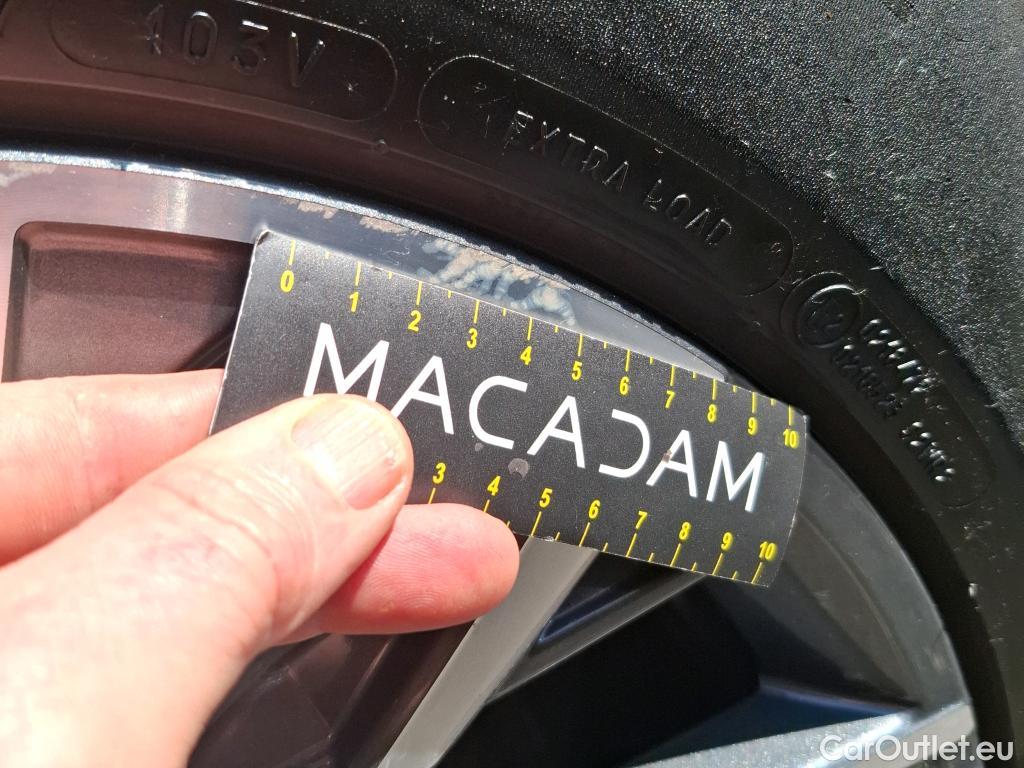 103V
EXTRA LOAD
0 1 2 3 4 5 6 7 8 9 10
MACADAM
3 4 5 6 7 8 9 10
CarOutlet.eu